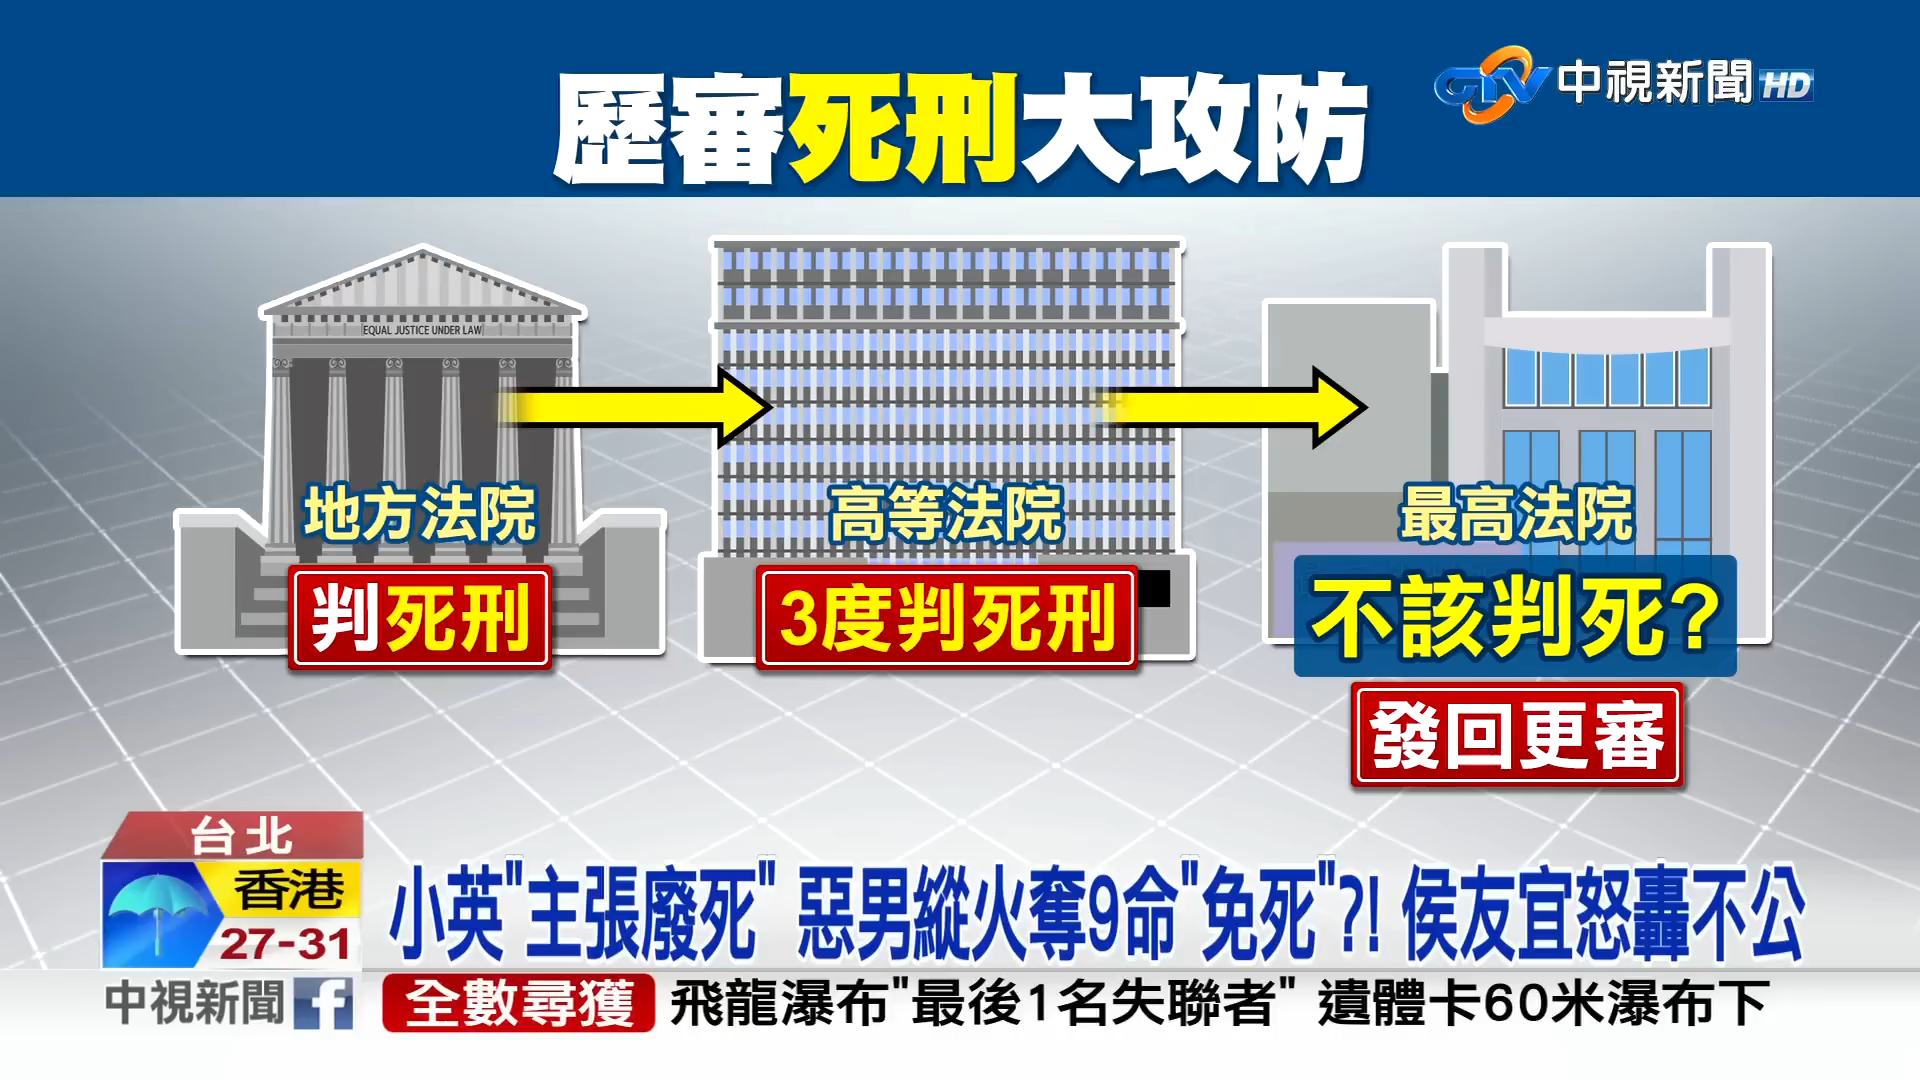 歷審死刑大攻防
CTV 中視新聞 HD
EQUAL JUSTICE UNDER LAW
地方法院
判死刑
高等法院
3度判死刑
最高法院
不該判死?
發回更審
台北
香港
27-31
小英"主張廢死" 惡男縱火奪9命"免死"?! 侯友宜怒轟不公
中視新聞 f
全數尋獲 飛龍瀑布"最後1名失聯者" 遺體卡60米瀑布下